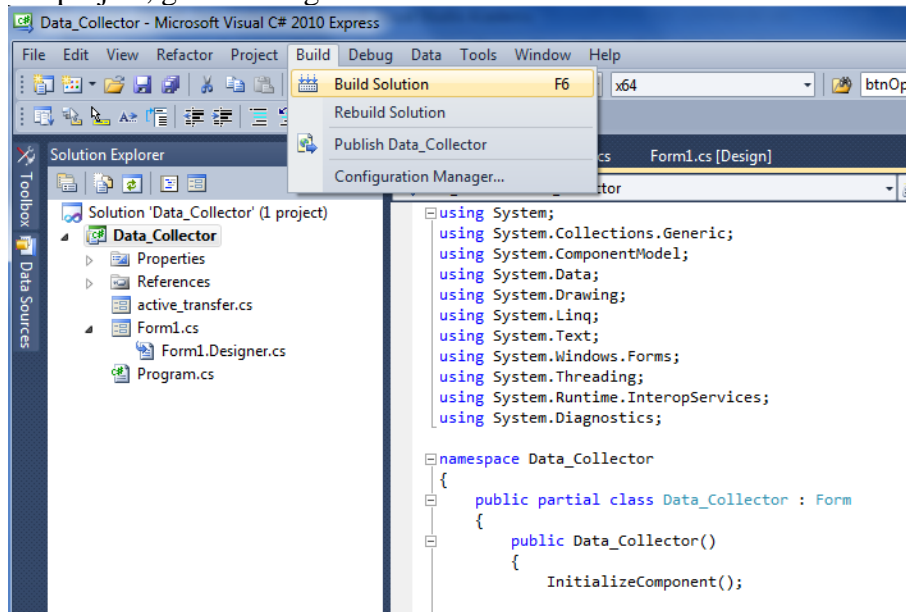 Data_Collector - Microsoft Visual C# 2010 Express
File Edit View Refactor Project Build Debug Data Tools Window Help
Build Solution F6
x64
btnOp
Rebuild Solution
Publish Data_Collector
Configuration Manager...
Solution Explorer
cs Form1.cs [Design]
ctor
Toolbox
Data Sources
Solution 'Data_Collector' (1 project)
Data_Collector
Properties
References
active_transfer.cs
Form1.cs
Form1.Designer.cs
Program.cs
using System;
using System.Collections.Generic;
using System.ComponentModel;
using System.Data;
using System.Drawing;
using System.Linq;
using System.Text;
using System.Windows.Forms;
using System.Threading;
using System.Runtime.InteropServices;
using System.Diagnostics;
namespace Data_Collector
{
public partial class Data_Collector : Form
{
public Data_Collector()
{
InitializeComponent();